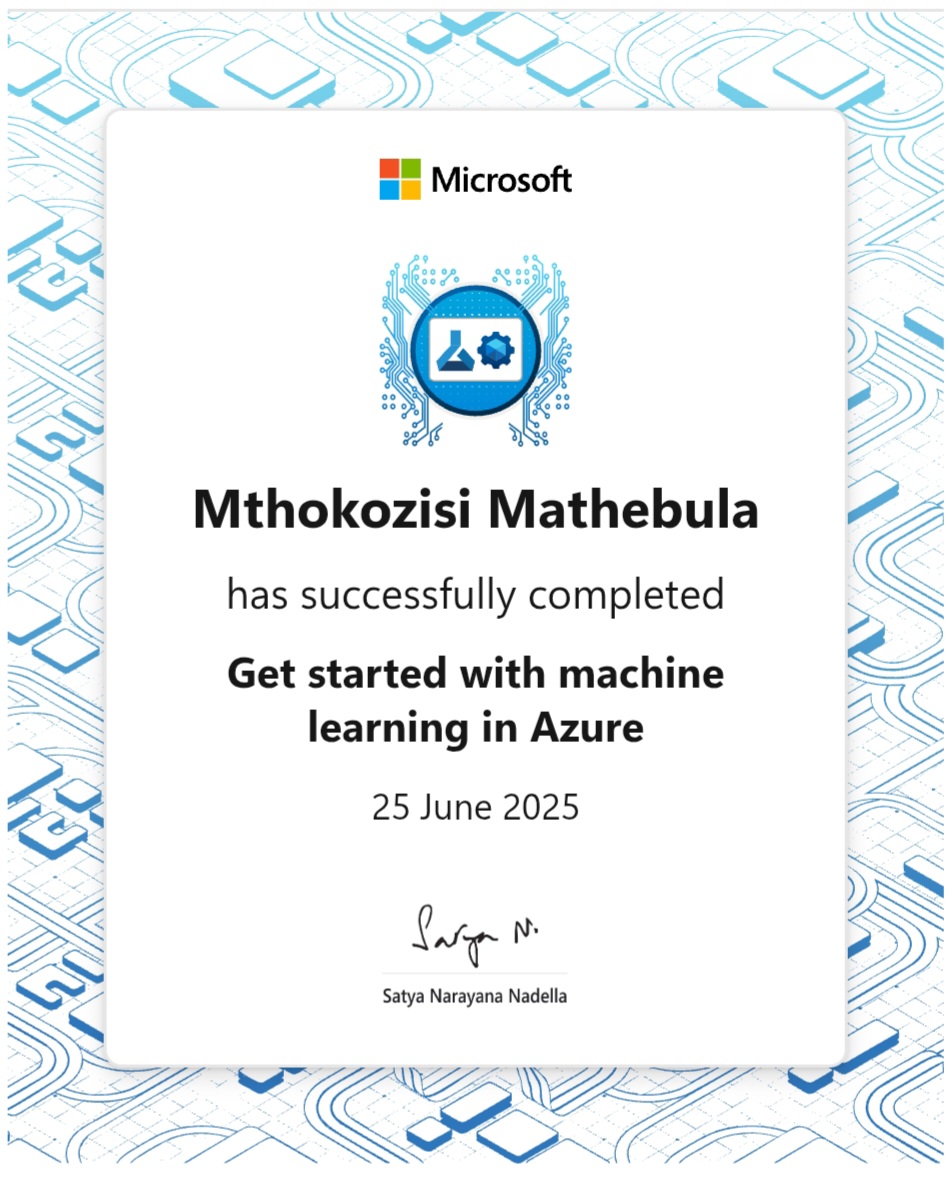 Microsoft
Mthokozisi Mathebula
has successfully completed
Get started with machine
learning in Azure
25 June 2025
Satya N.
Satya Narayana Nadella